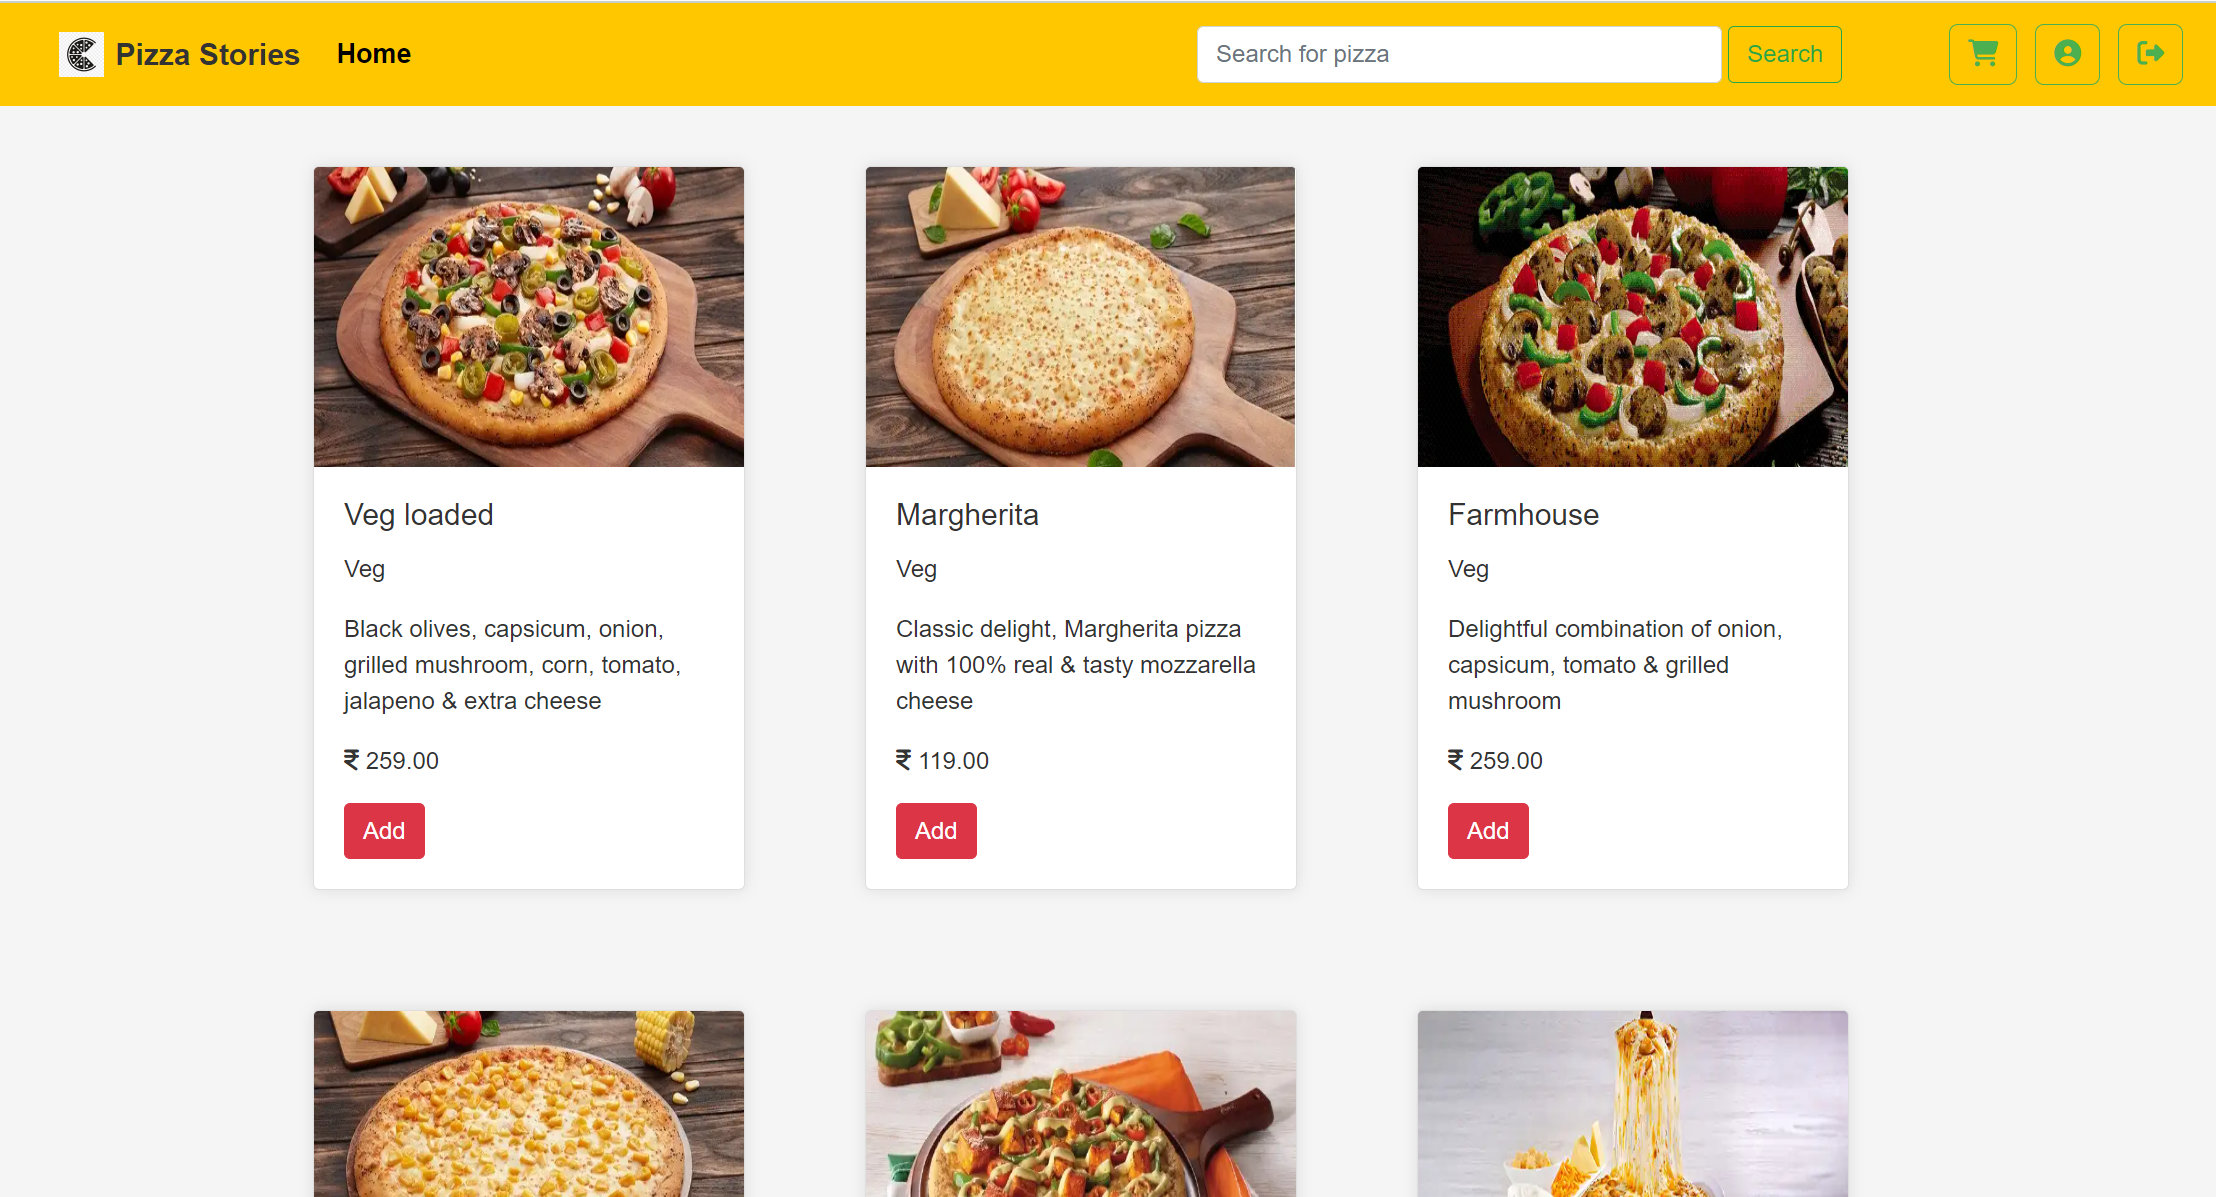 Pizza Stories
Home
Search for pizza
Search
Veg loaded
Veg
Black olives, capsicum, onion,
grilled mushroom, corn, tomato,
jalapeno & extra cheese
₹ 259.00
Add
Margherita
Veg
Classic delight, Margherita pizza
with 100% real & tasty mozzarella
cheese
₹ 119.00
Add
Farmhouse
Veg
Delightful combination of onion,
capsicum, tomato & grilled
mushroom
₹ 259.00
Add